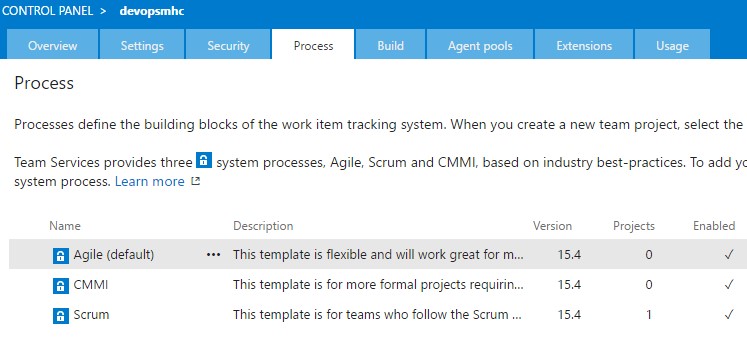 CONTROL PANEL > devopsmhc
Overview Settings Security Process Build Agent pools Extensions Usage
Process
Processes define the building blocks of the work item tracking system. When you create a new team project, select the
Team Services provides three system processes, Agile, Scrum and CMMI, based on industry best-practices. To add yo
system process. Learn more
Name Description Version Projects Enabled
Agile (default) ••• This template is flexible and will work great for m... 15.4 0 ✓
CMMI This template is for more formal projects requirin... 15.4 0 ✓
Scrum This template is for teams who follow the Scrum ... 15.4 1 ✓